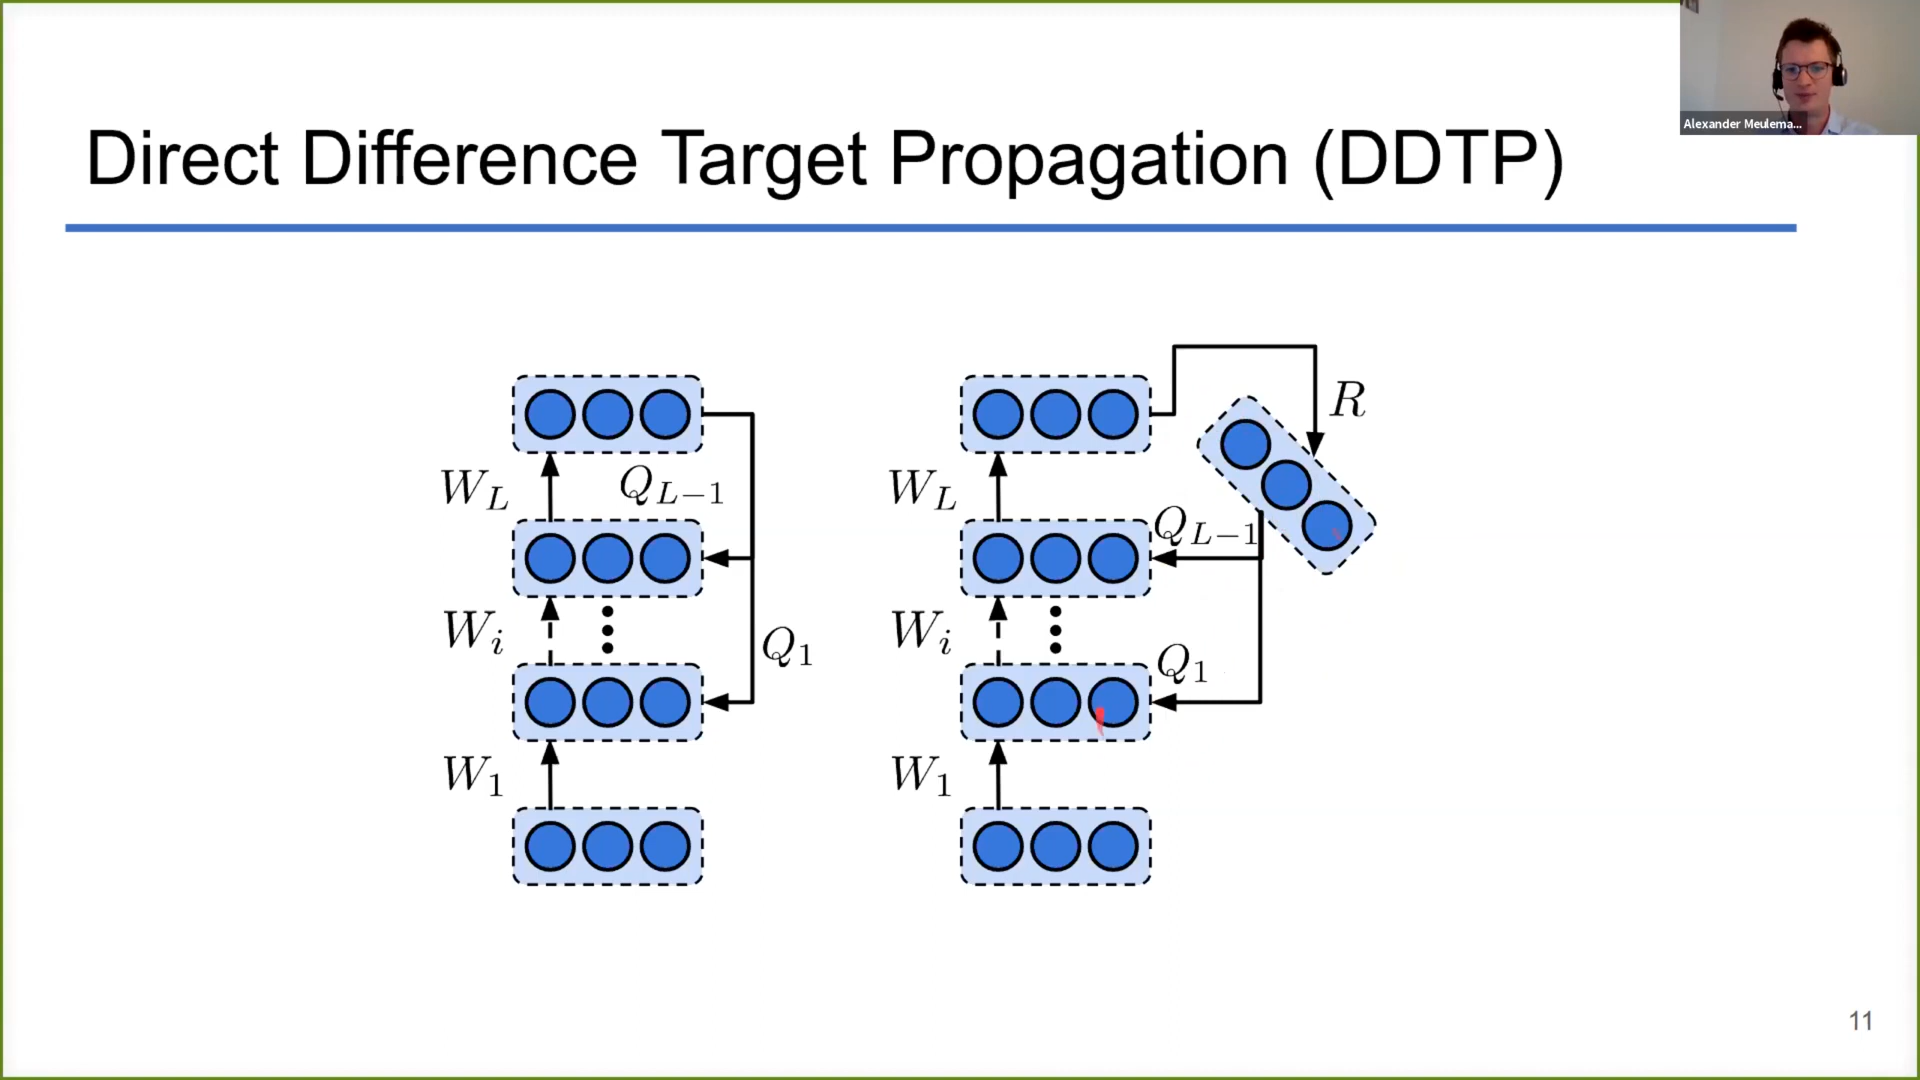 Alexander Meulema...
Direct Difference Target Propagation (DDTP)
R
W_L
Q_{L-1}
W_L
Q_{L-1}
W_i
Q_1
W_i
Q_1
W_1
W_1
11